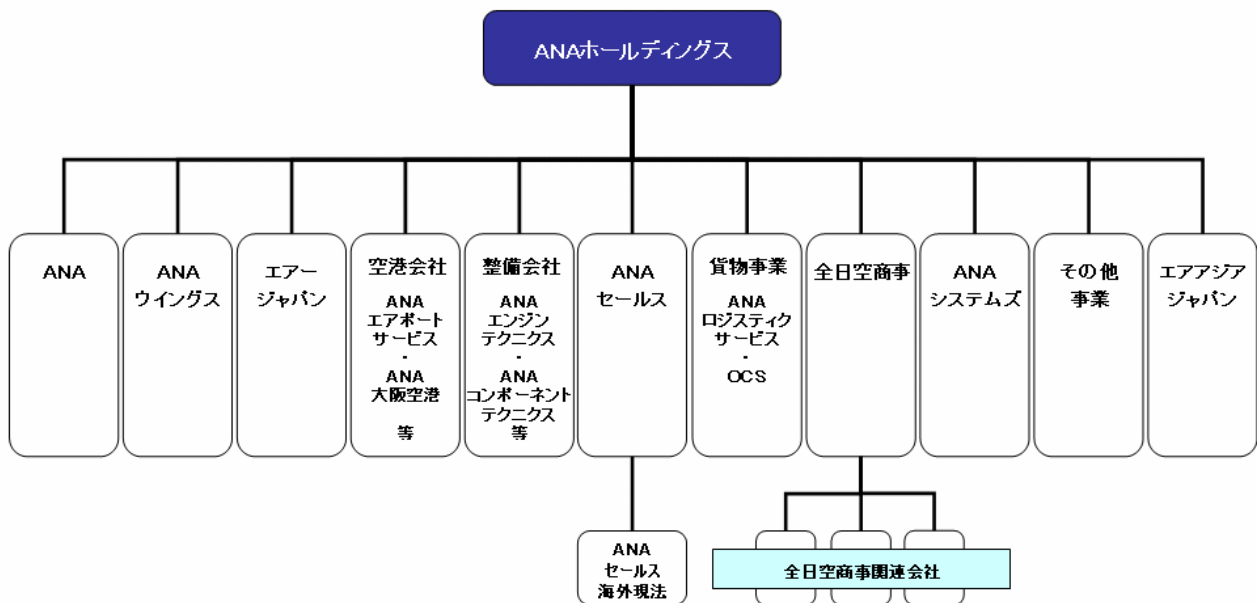 ANAホールディングス
ANA
ANA
ウイングス
エアー
ジャパン
空港会社
ANA
エアポート
サービス
・
ANA
大阪空港
等
整備会社
ANA
エンジン
テクニクス
・
ANA
コンポーネント
テクニクス
等
ANA
セールス
貨物事業
ANA
ロジスティク
サービス
・
OCS
全日空商事
ANA
システムズ
その他
事業
エアアジア
ジャパン
ANA
セールス
海外現法
全日空商事関連会社